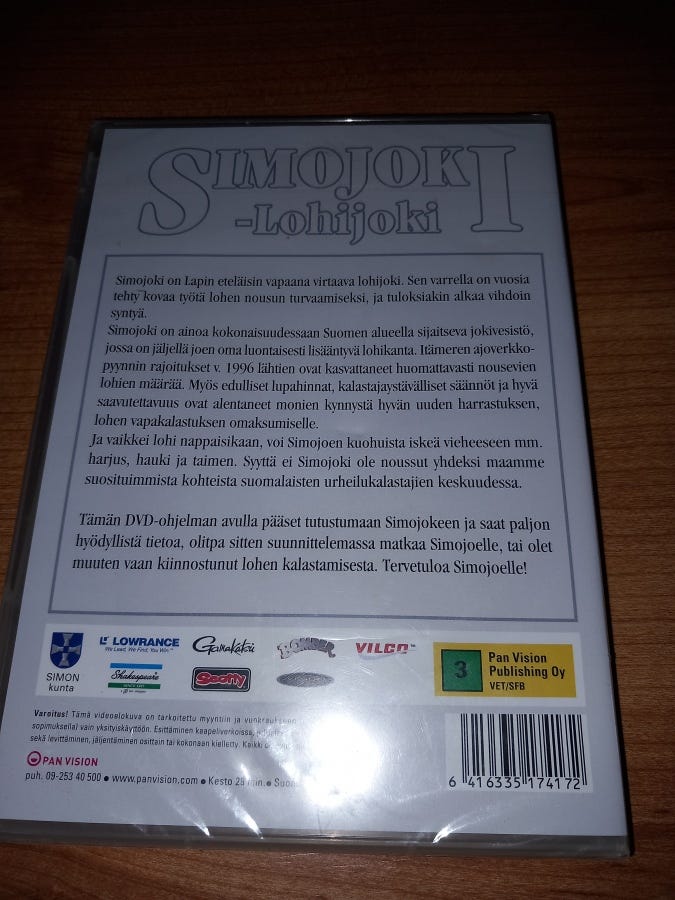 SIMOJOKI
-Lohijoki
Simojoki on Lapin eteläisin vapaana virtaava lohijoki. Sen varrella on vuosia
tehty kovaa työtä lohen nousun turvaamiseksi, ja tuloksiakin alkaa vihdoin
syntyä.
Simojoki on ainoa kokonaisuudessaan Suomen alueella sijaitseva jokivesistö,
jossa on jäljellä joen oma luontaisesti lisääntyvä lohikanta. Itämeren ajoverkko-
pyynnin rajoitukset v. 1996 lähtien ovat kasvattaneet huomattavasti nousevien
lohien määrää. Myös edulliset lupahinnat, kalastajaystävälliset säännöt ja hyvä
saavutettavuus ovat alentaneet monien kynnystä hyvän uuden harrastuksen,
lohen vapakalastuksen omaksumiselle.
Ja vaikkei lohi nappaisikaan, voi Simojoen kuohuista iskeä vieheeseen mm.
harjus, hauki ja taimen. Syyttä ei Simojoki ole noussut yhdeksi maamme
suosituimmista kohteista suomalaisten urheilukalastajien keskuudessa.
Tämän DVD-ohjelman avulla pääset tutustumaan Simojokeen ja saat paljon
hyödyllistä tietoa, olitpa sitten suunnittelemassa matkaa Simojoelle, tai olet
muuten vaan kiinnostunut lohen kalastamisesta. Tervetuloa Simojoelle!
SIMON
kunta
LOWRANCE
We Lead. We Find. You Win.™
Gamakatsu
BOMBER
VILCO™
Shakespeare
SINCE 1897
Scotty
3
Pan Vision
Publishing Oy
VET/SFB
Varoitus! Tämä videoelokuva on tarkoitettu myyntiin ja vuokraukseen
sopimuksella) vain yksityiskäyttöön. Esittäminen kaapeliverkoissa,
sekä levittäminen, jäljentäminen osittain tai kokonaan kielletty. Kaikki
PAN VISION
puh. 09-253 40 500 • www.panvision.com • Kesto 28 min. •
6 416335 174172